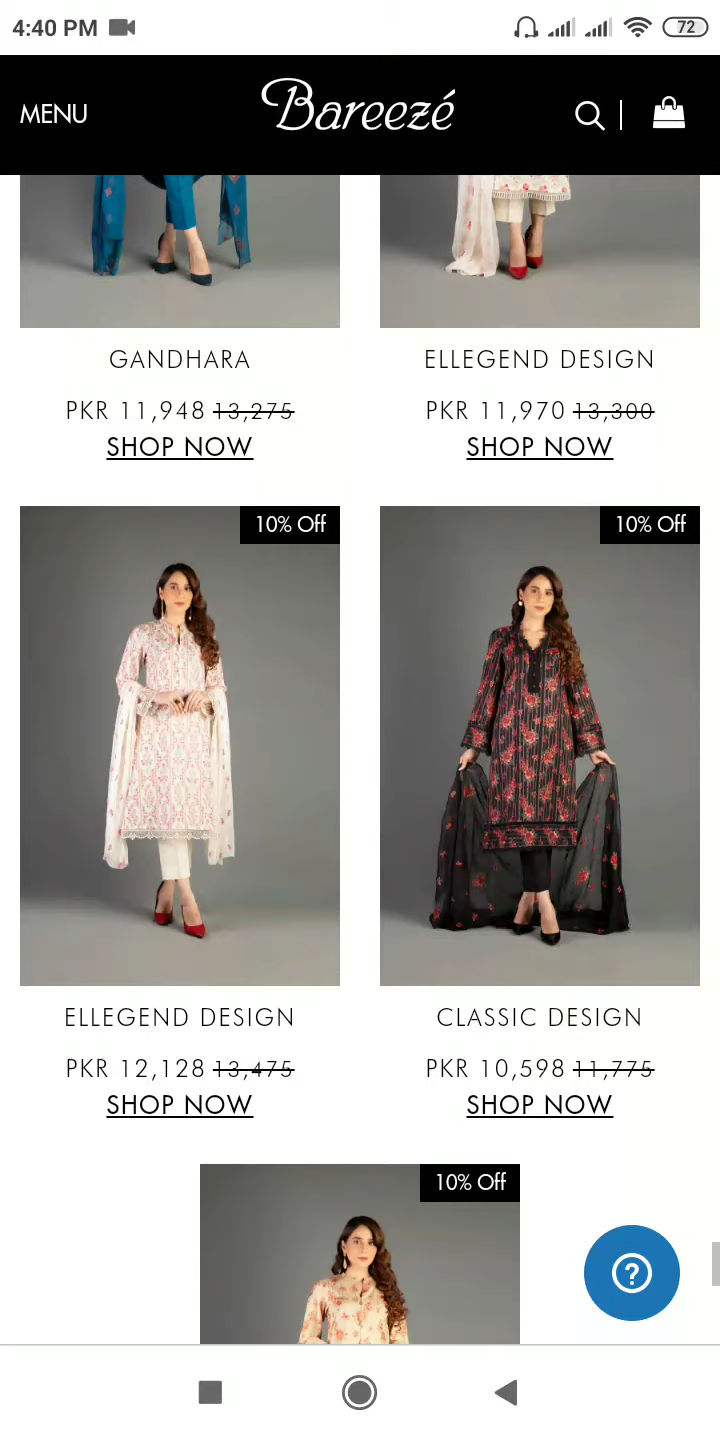 4:40 PM
72
MENU
Bareezé
GANDHARA
PKR 11,948 13,275
SHOP NOW
ELLEGEND DESIGN
PKR 11,970 13,300
SHOP NOW
10% Off
ELLEGEND DESIGN
PKR 12,128 13,475
SHOP NOW
10% Off
CLASSIC DESIGN
PKR 10,598 11,775
SHOP NOW
10% Off
?